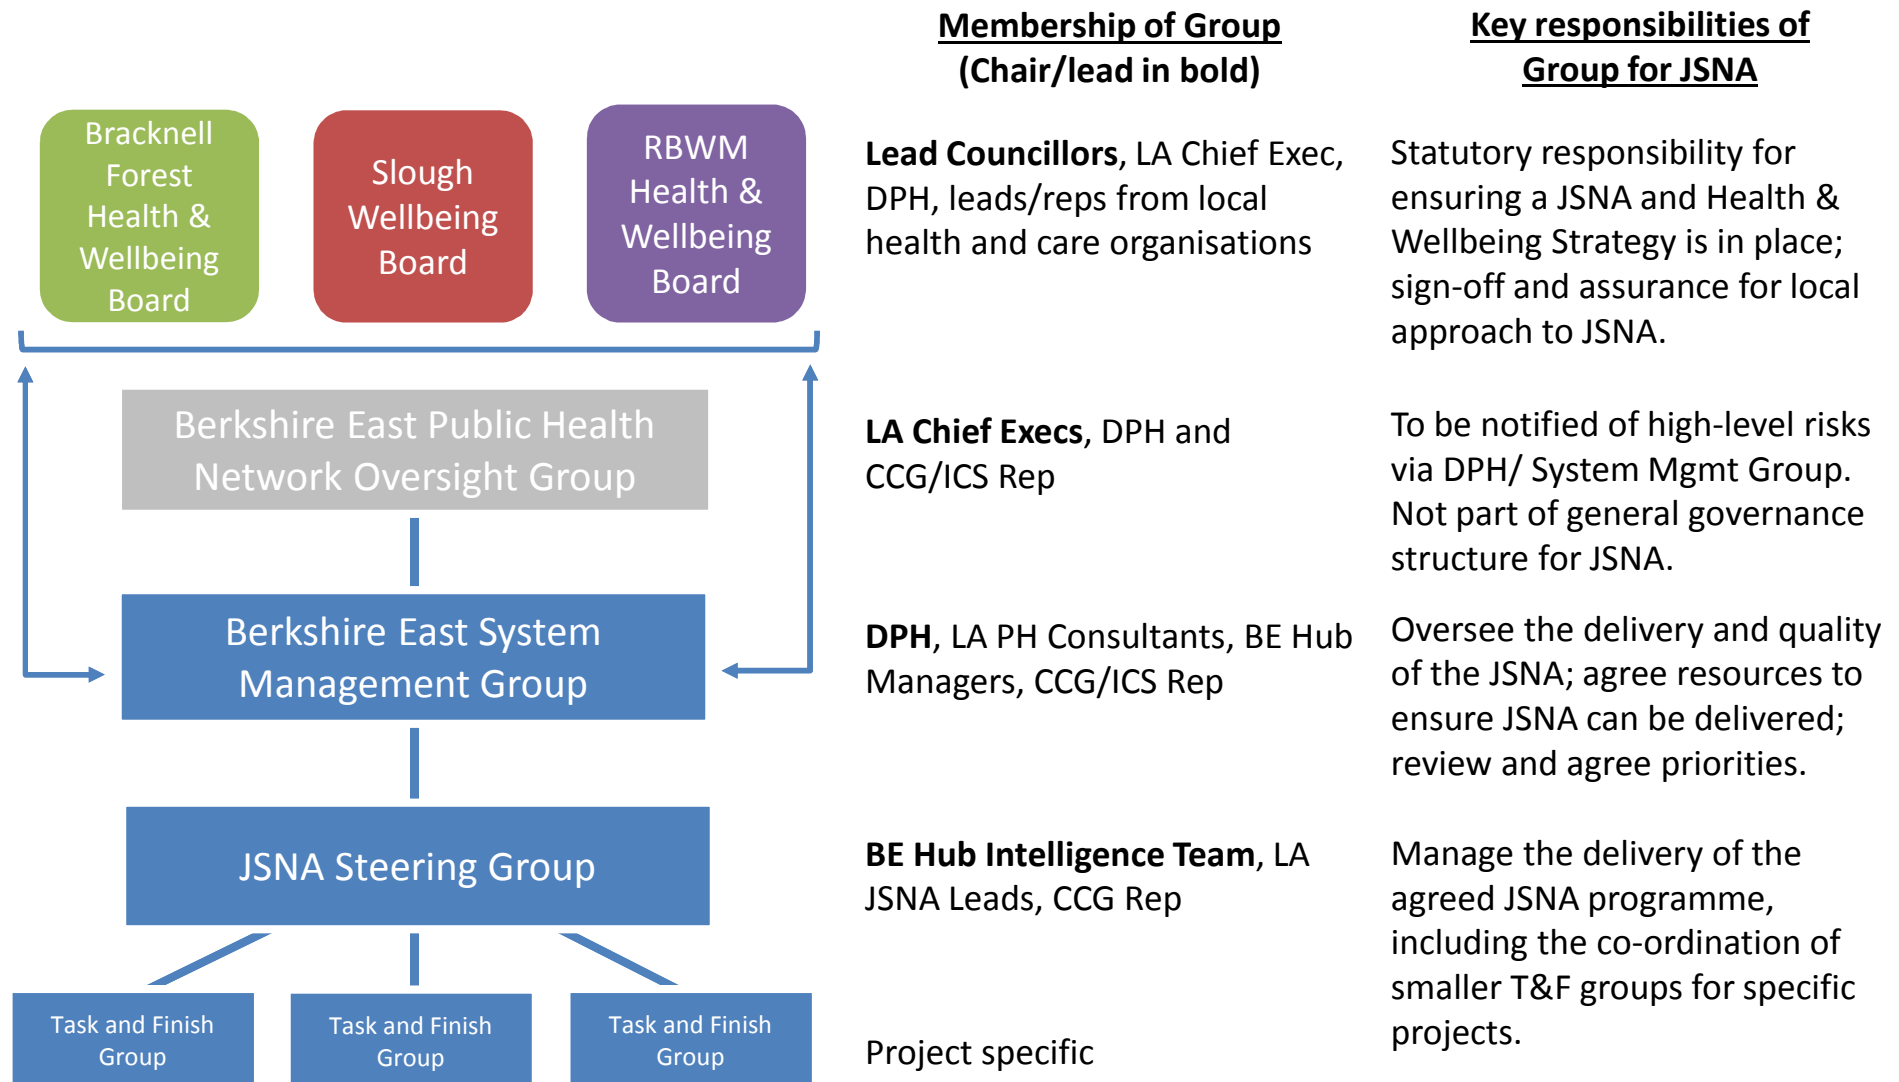 Membership of Group
(Chair/lead in bold)
Key responsibilities of
Group for JSNA
Bracknell
Forest
Health &
Wellbeing
Board
Slough
Wellbeing
Board
RBWM
Health &
Wellbeing
Board
Lead Councillors, LA Chief Exec,
DPH, leads/reps from local
health and care organisations
Statutory responsibility for
ensuring a JSNA and Health &
Wellbeing Strategy is in place;
sign-off and assurance for local
approach to JSNA.
Berkshire East Public Health
Network Oversight Group
LA Chief Execs, DPH and
CCG/ICS Rep
To be notified of high-level risks
via DPH/ System Mgmt Group.
Not part of general governance
structure for JSNA.
Berkshire East System
Management Group
DPH, LA PH Consultants, BE Hub
Managers, CCG/ICS Rep
Oversee the delivery and quality
of the JSNA; agree resources to
ensure JSNA can be delivered;
review and agree priorities.
JSNA Steering Group
BE Hub Intelligence Team, LA
JSNA Leads, CCG Rep
Manage the delivery of the
agreed JSNA programme,
including the co-ordination of
smaller T&F groups for specific
projects.
Task and Finish
Group
Task and Finish
Group
Task and Finish
Group
Project specific